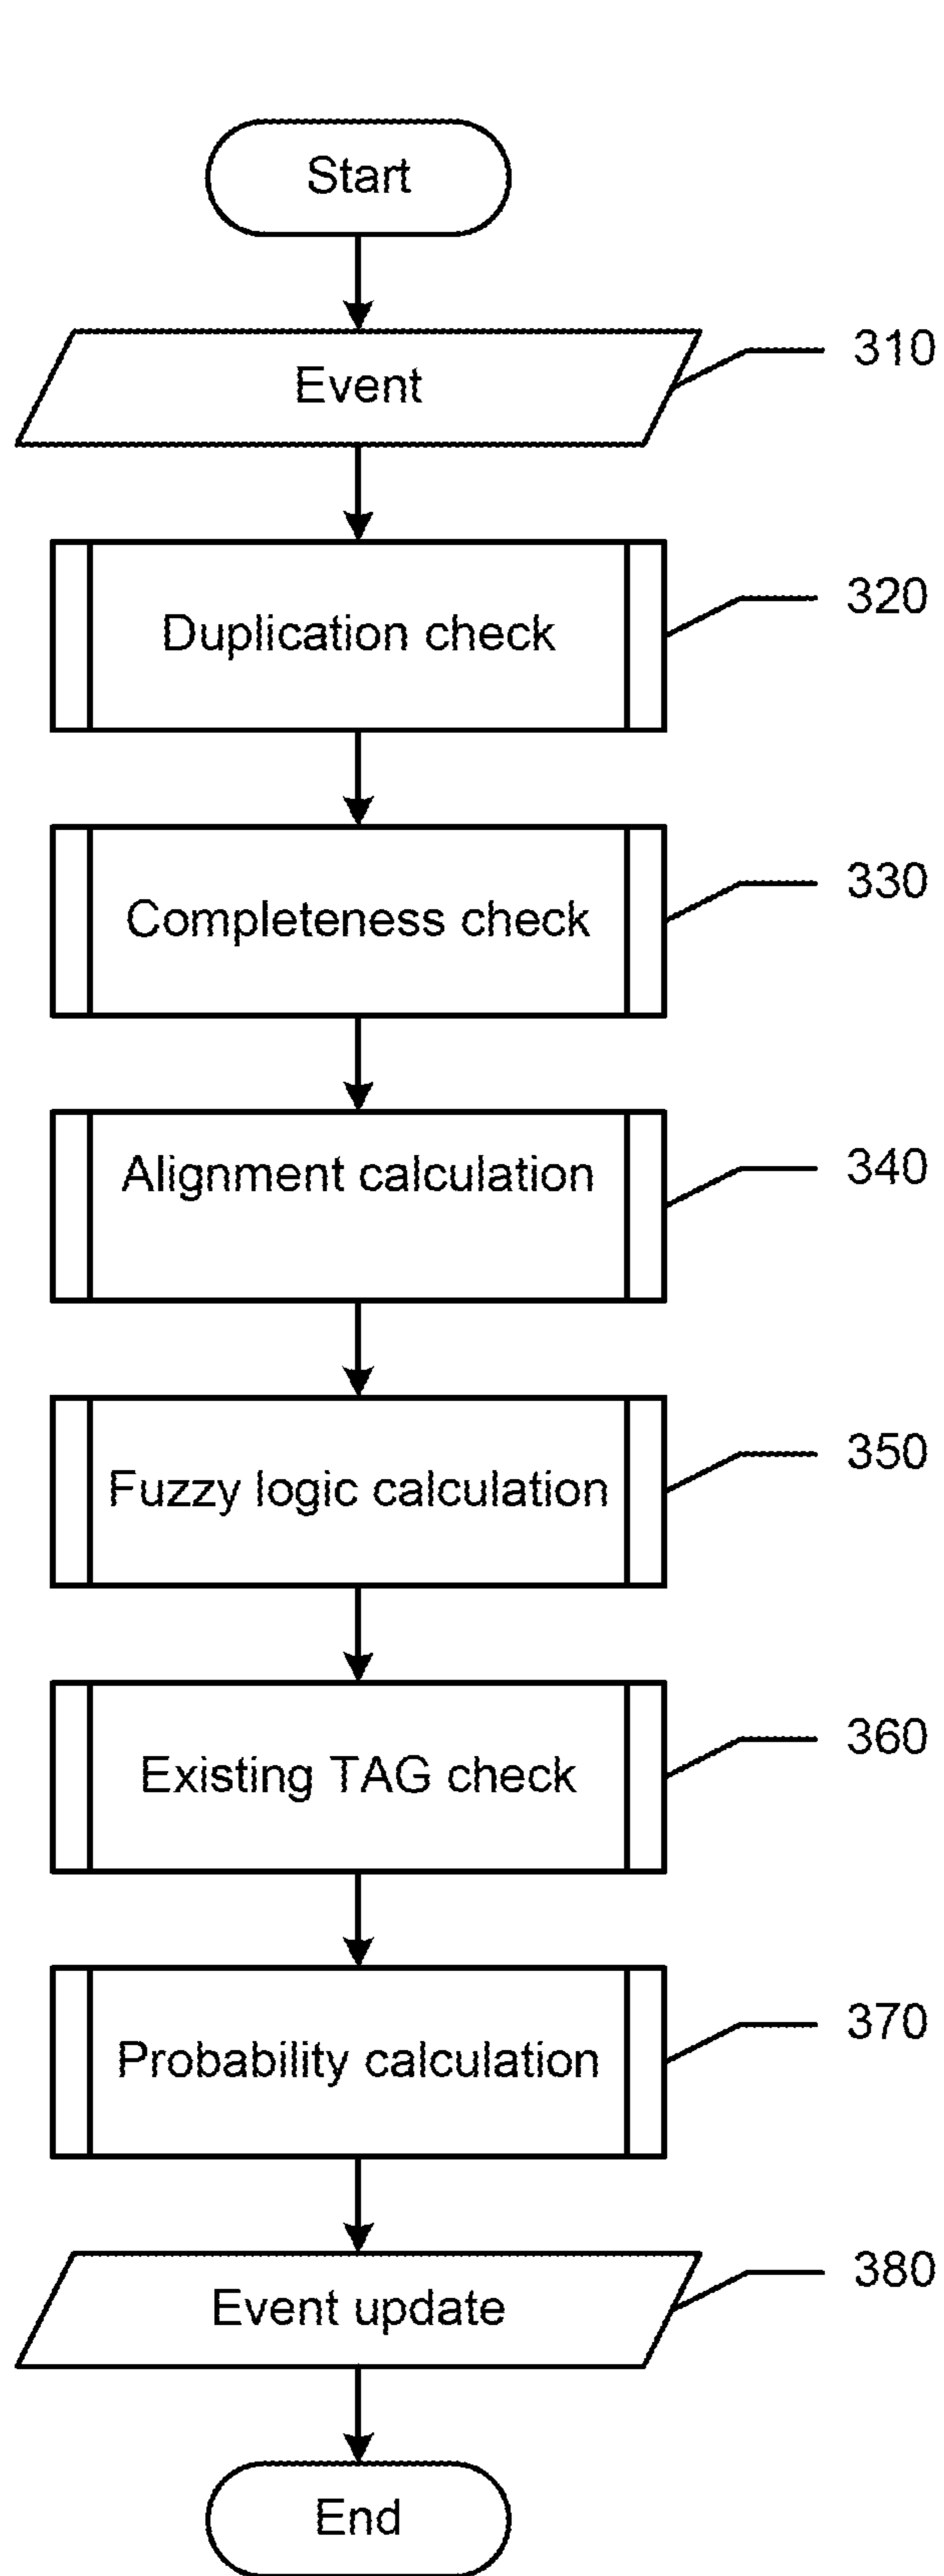 Start
Event
310
Duplication check
320
Completeness check
330
Alignment calculation
340
Fuzzy logic calculation
350
Existing TAG check
360
Probability calculation
370
Event update
380
End